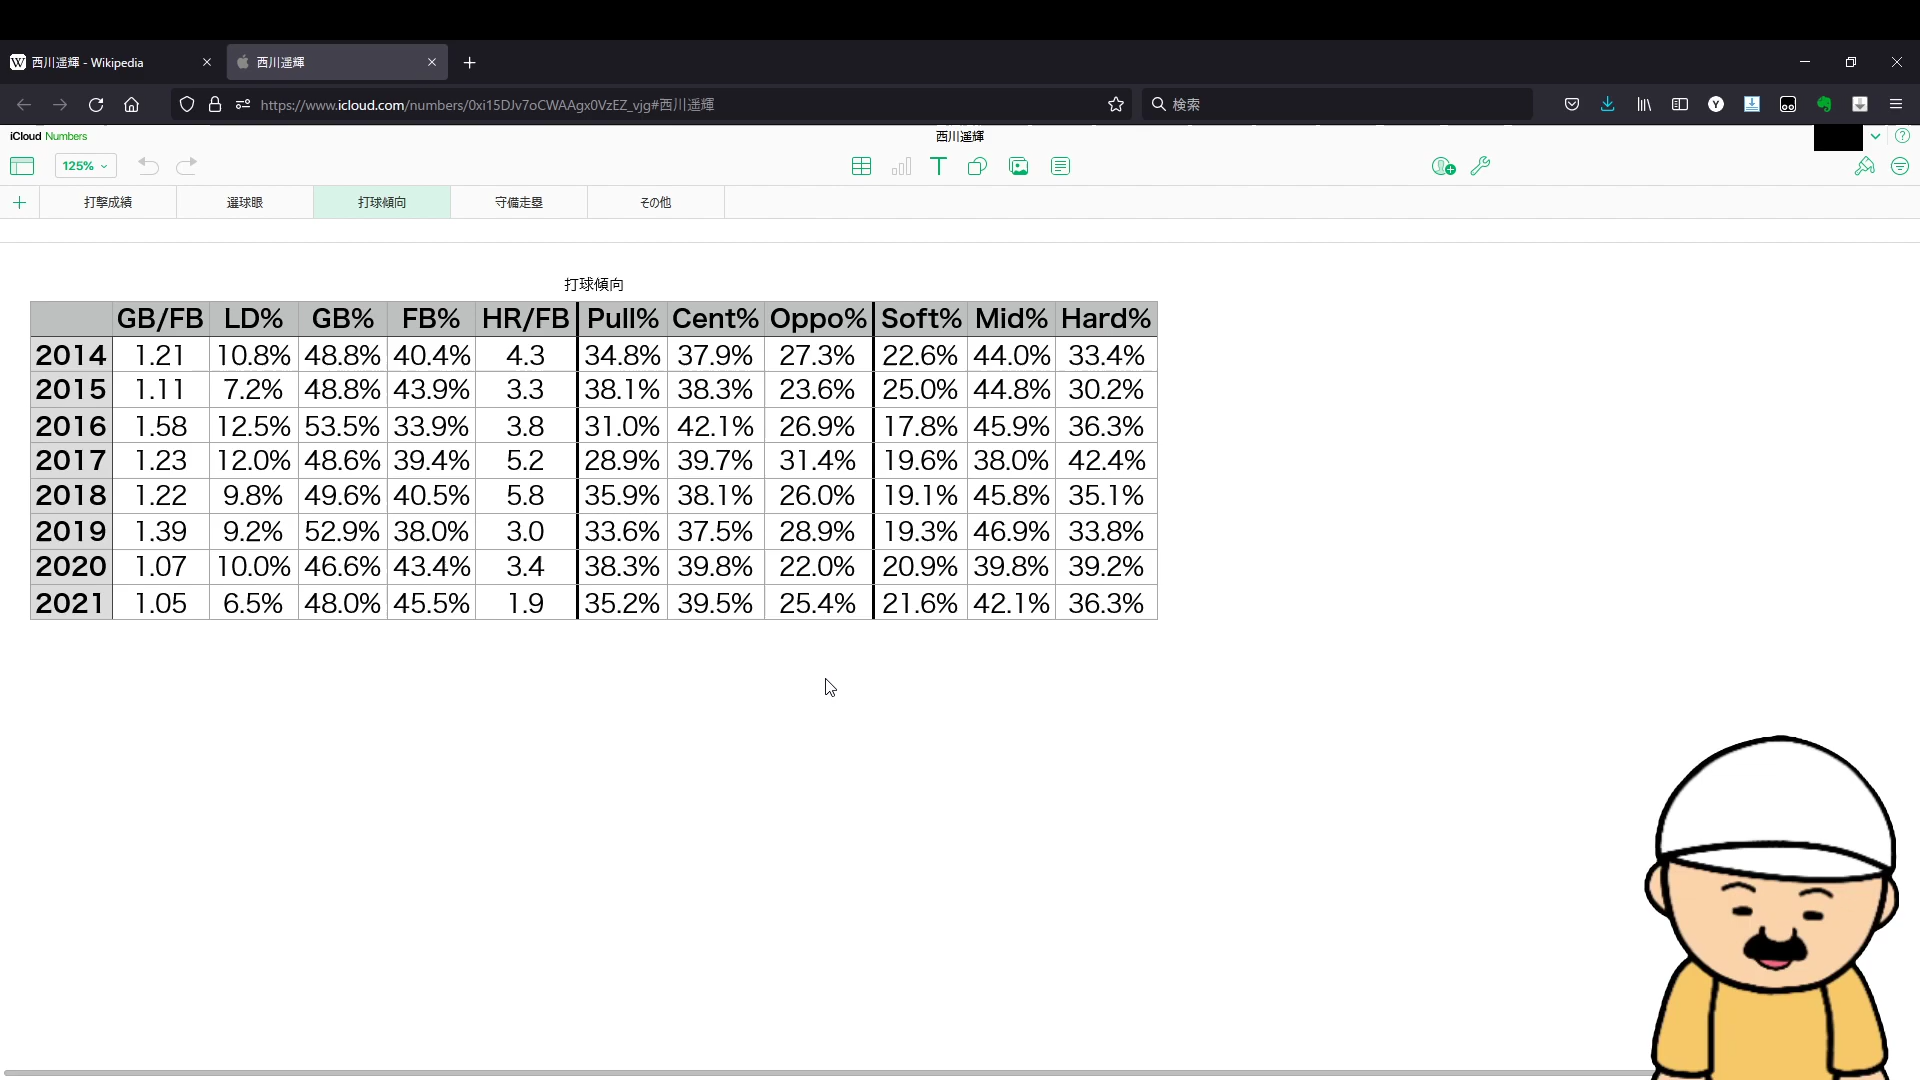 西川遥輝 - Wikipedia
西川遥輝
https://www.icloud.com/numbers/0xi15DJv7oCWAAgx0VzEZ_vjg#西川遥輝
検索
iCloud Numbers
西川遥輝
125%
打撃成績 選球眼 打球傾向 守備走塁 その他
打球傾向
GB/FB LD% GB% FB% HR/FB Pull% Cent% Oppo% Soft% Mid% Hard%
2014 1.21 10.8% 48.8% 40.4% 4.3 34.8% 37.9% 27.3% 22.6% 44.0% 33.4%
2015 1.11 7.2% 48.8% 43.9% 3.3 38.1% 38.3% 23.6% 25.0% 44.8% 30.2%
2016 1.58 12.5% 53.5% 33.9% 3.8 31.0% 42.1% 26.9% 17.8% 45.9% 36.3%
2017 1.23 12.0% 48.6% 39.4% 5.2 28.9% 39.7% 31.4% 19.6% 38.0% 42.4%
2018 1.22 9.8% 49.6% 40.5% 5.8 35.9% 38.1% 26.0% 19.1% 45.8% 35.1%
2019 1.39 9.2% 52.9% 38.0% 3.0 33.6% 37.5% 28.9% 19.3% 46.9% 33.8%
2020 1.07 10.0% 46.6% 43.4% 3.4 38.3% 39.8% 22.0% 20.9% 39.8% 39.2%
2021 1.05 6.5% 48.0% 45.5% 1.9 35.2% 39.5% 25.4% 21.6% 42.1% 36.3%